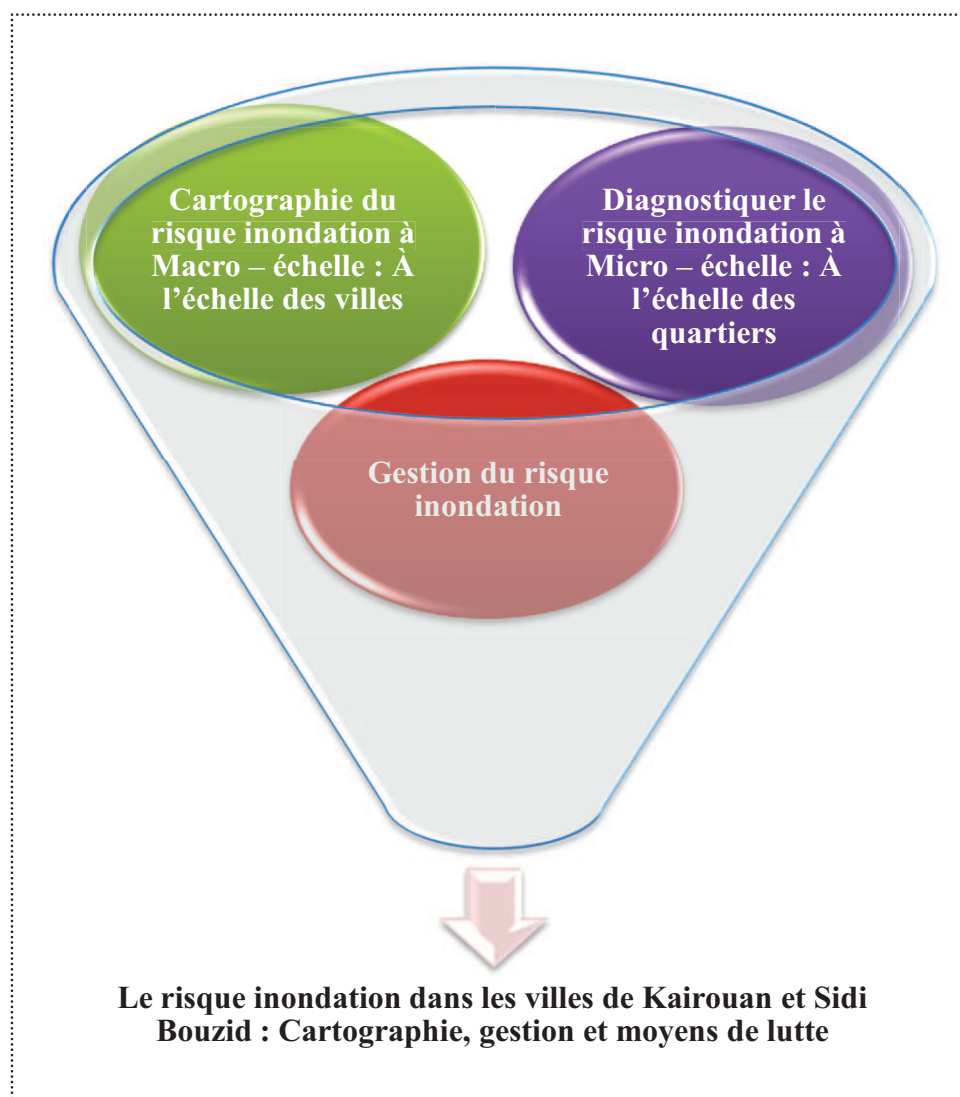 Cartographie du
risque inondation à
Macro – échelle : À
l’échelle des villes
Diagnostiquer le
risque inondation à
Micro – échelle : À
l’échelle des
quartiers
Gestion du risque
inondation
Le risque inondation dans les villes de Kairouan et Sidi
Bouzid : Cartographie, gestion et moyens de lutte